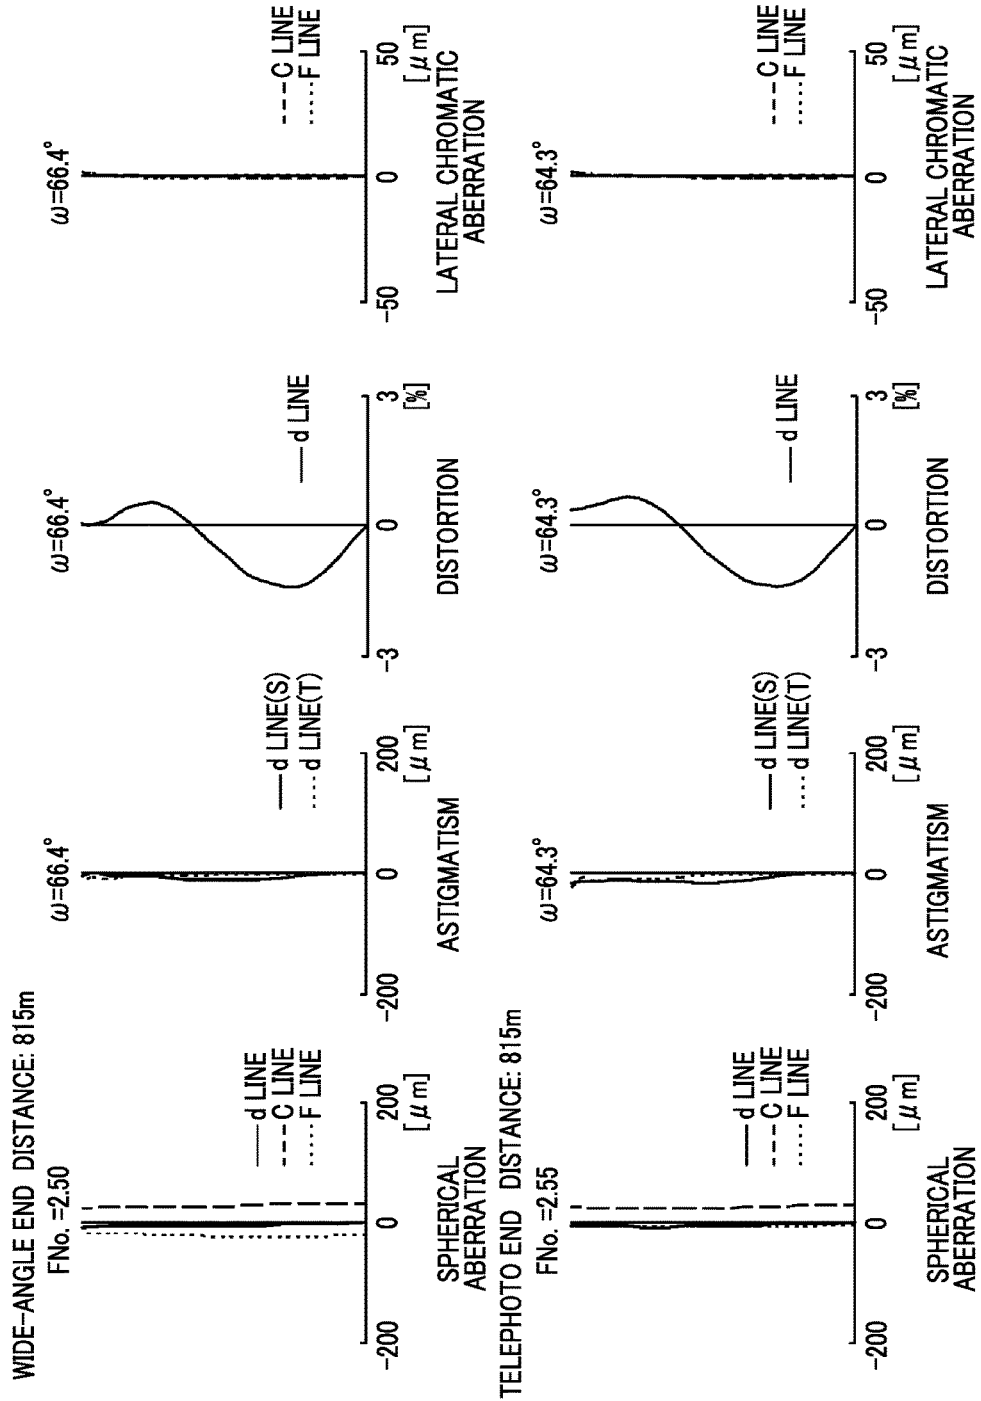 WIDE-ANGLE END DISTANCE: 815m
FNo. =2.50
d LINE
C LINE
F LINE
-200
0
200
[μm]
SPHERICAL
ABERRATION
ω=66.4°
d LINE(S)
d LINE(T)
-200
0
200
[μm]
ASTIGMATISM
ω=66.4°
d LINE
-3
0
3
[%]
DISTORTION
ω=66.4°
C LINE
F LINE
-50
0
50
[μm]
LATERAL CHROMATIC
ABERRATION
TELEPHOTO END DISTANCE: 815m
FNo. =2.55
d LINE
C LINE
F LINE
-200
0
200
[μm]
SPHERICAL
ABERRATION
ω=64.3°
d LINE(S)
d LINE(T)
-200
0
200
[μm]
ASTIGMATISM
ω=64.3°
d LINE
-3
0
3
[%]
DISTORTION
ω=64.3°
C LINE
F LINE
-50
0
50
[μm]
LATERAL CHROMATIC
ABERRATION